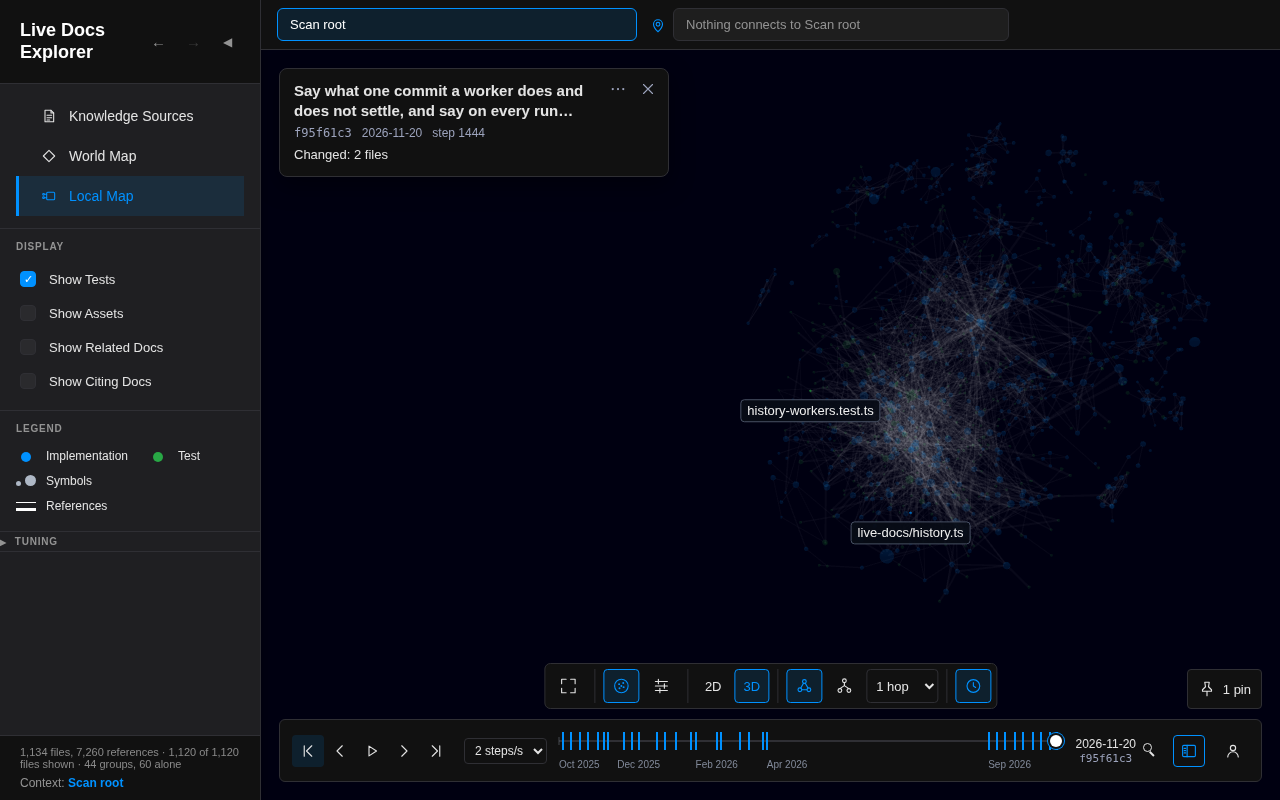 Live Docs
Explorer
Knowledge Sources
World Map
Local Map
DISPLAY
Show Tests
Show Assets
Show Related Docs
Show Citing Docs
LEGEND
Implementation
Test
Symbols
References
TUNING
1,134 files, 7,260 references · 1,120 of 1,120
files shown · 44 groups, 60 alone
Context: Scan root
Scan root
Nothing connects to Scan root
Say what one commit a worker does and
does not settle, and say on every run…
f95f61c3 2026-11-20 step 1444
Changed: 2 files
history-workers.test.ts
live-docs/history.ts
2D
3D
1 hop
1 pin
2 steps/s
Oct 2025
Dec 2025
Feb 2026
Apr 2026
Sep 2026
2026-11-20
f95f61c3